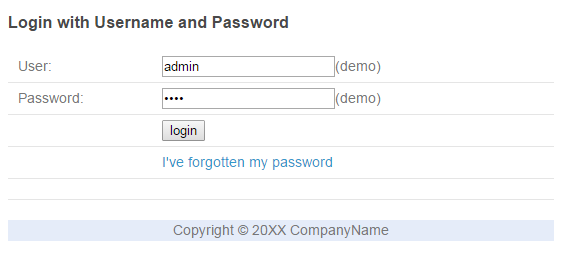 Login with Username and Password
User: admin (demo)
Password: •••• (demo)
login
I've forgotten my password
Copyright © 20XX CompanyName